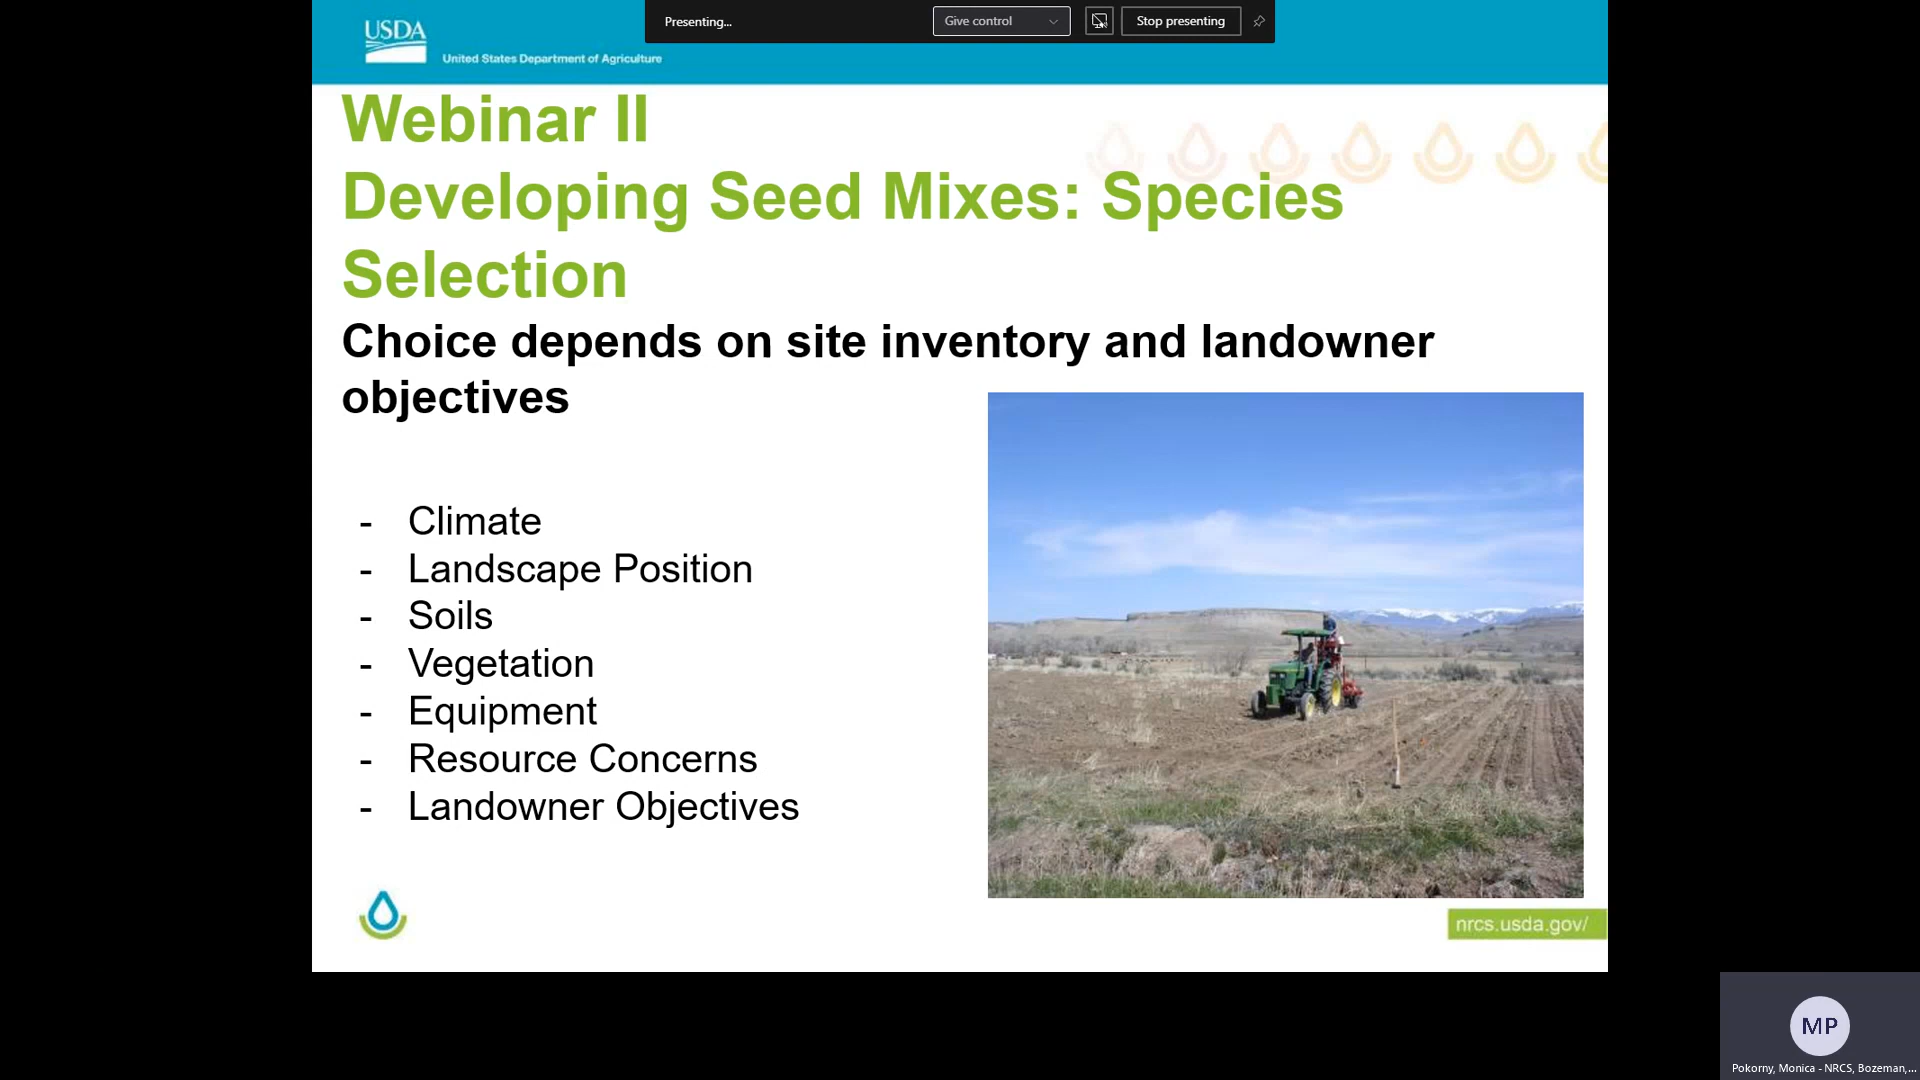 Presenting...
Give control
Stop presenting
USDA
United States Department of Agriculture
Webinar II
Developing Seed Mixes: Species
Selection
Choice depends on site inventory and landowner
objectives
- Climate
- Landscape Position
- Soils
- Vegetation
- Equipment
- Resource Concerns
- Landowner Objectives
nrcs.usda.gov/
MP
Pokorny, Monica - NRCS, Bozeman,...